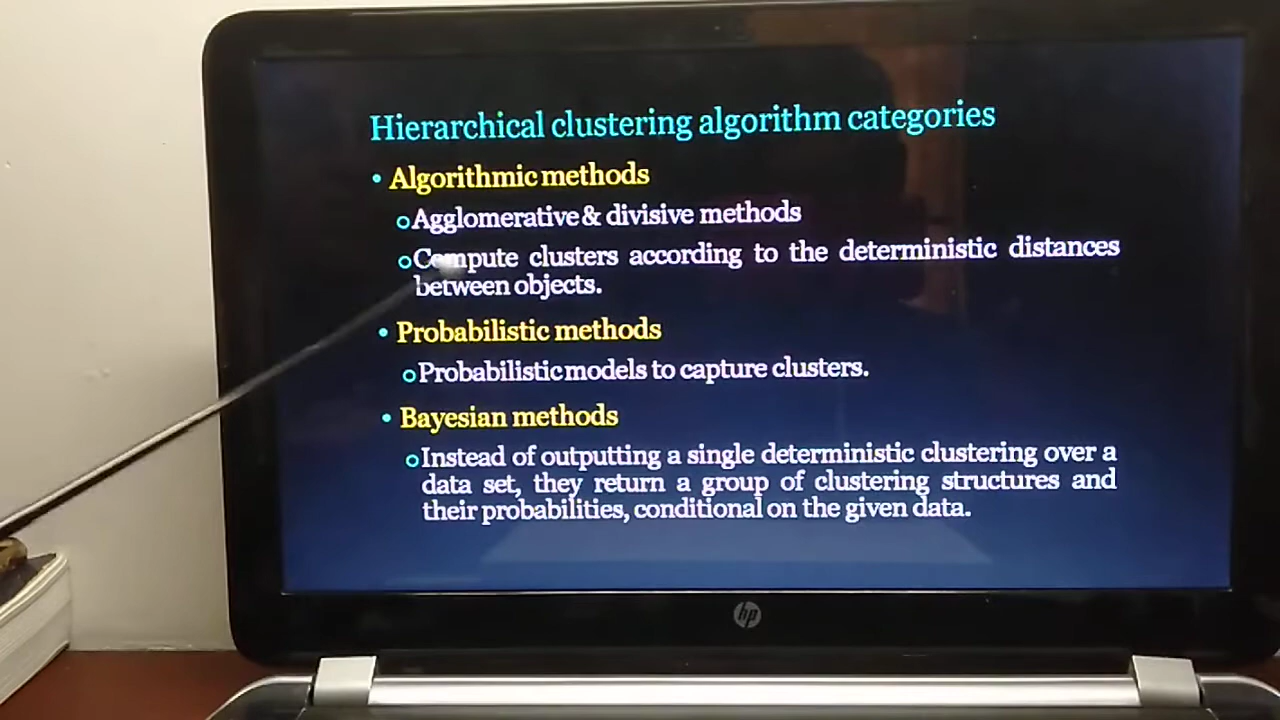 Hierarchical clustering algorithm categories
• Algorithmic methods
o Agglomerative & divisive methods
o Compute clusters according to the deterministic distances
between objects.
• Probabilistic methods
o Probabilistic models to capture clusters.
• Bayesian methods
o Instead of outputting a single deterministic clustering over a
data set, they return a group of clustering structures and
their probabilities, conditional on the given data.
hp